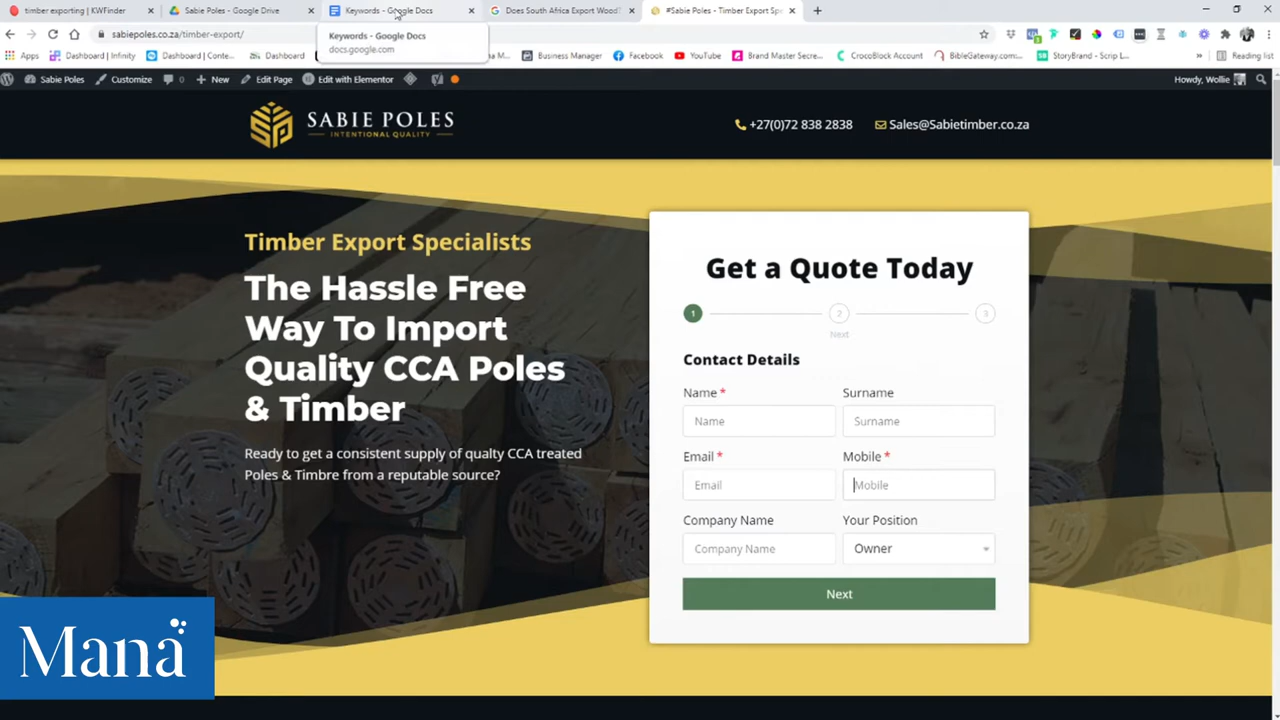 timber exporting | KWFinder
Sabie Poles - Google Drive
Keywords - Google Docs
Does South Africa Export Wood?
#Sabie Poles - Timber Export Spe
sabiepoles.co.za/timber-export/
Keywords - Google Docs
docs.google.com
Apps
Dashboard | Infinity
Dashboard | Conte...
Dashboard
Business Manager
Facebook
YouTube
Brand Master Secre...
CrocoBlock Account
BibleGateway.com...
StoryBrand - Scrip L...
»
Reading list
Sabie Poles
Customize
0
New
Edit Page
Edit with Elementor
Howdy, Wollie
SABIE POLES
INTENTIONAL QUALITY
+27(0)72 838 2838
Sales@Sabietimber.co.za
Timber Export Specialists
The Hassle Free
Way To Import
Quality CCA Poles
& Timber
Ready to get a consistent supply of qualty CCA treated
Poles & Timbre from a reputable source?
Get a Quote Today
1
2
3
Next
Contact Details
Name *
Surname
Name
Surname
Email *
Mobile *
Email
Mobile
Company Name
Your Position
Company Name
Owner
Next
Mana